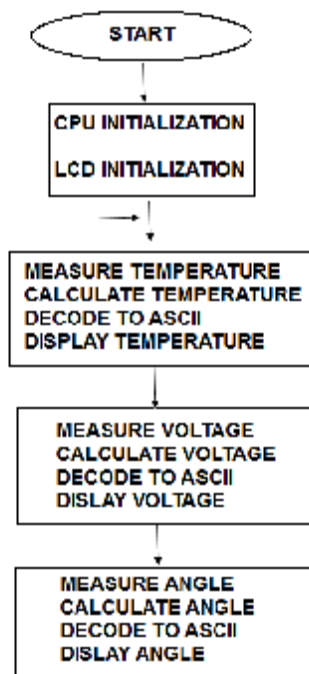 START
CPU INITIALIZATION
LCD INITIALIZATION
MEASURE TEMPERATURE
CALCULATE TEMPERATURE
DECODE TO ASCII
DISPLAY TEMPERATURE
MEASURE VOLTAGE
CALCULATE VOLTAGE
DECODE TO ASCII
DISLAY VOLTAGE
MEASURE ANGLE
CALCULATE ANGLE
DECODE TO ASCII
DISLAY ANGLE